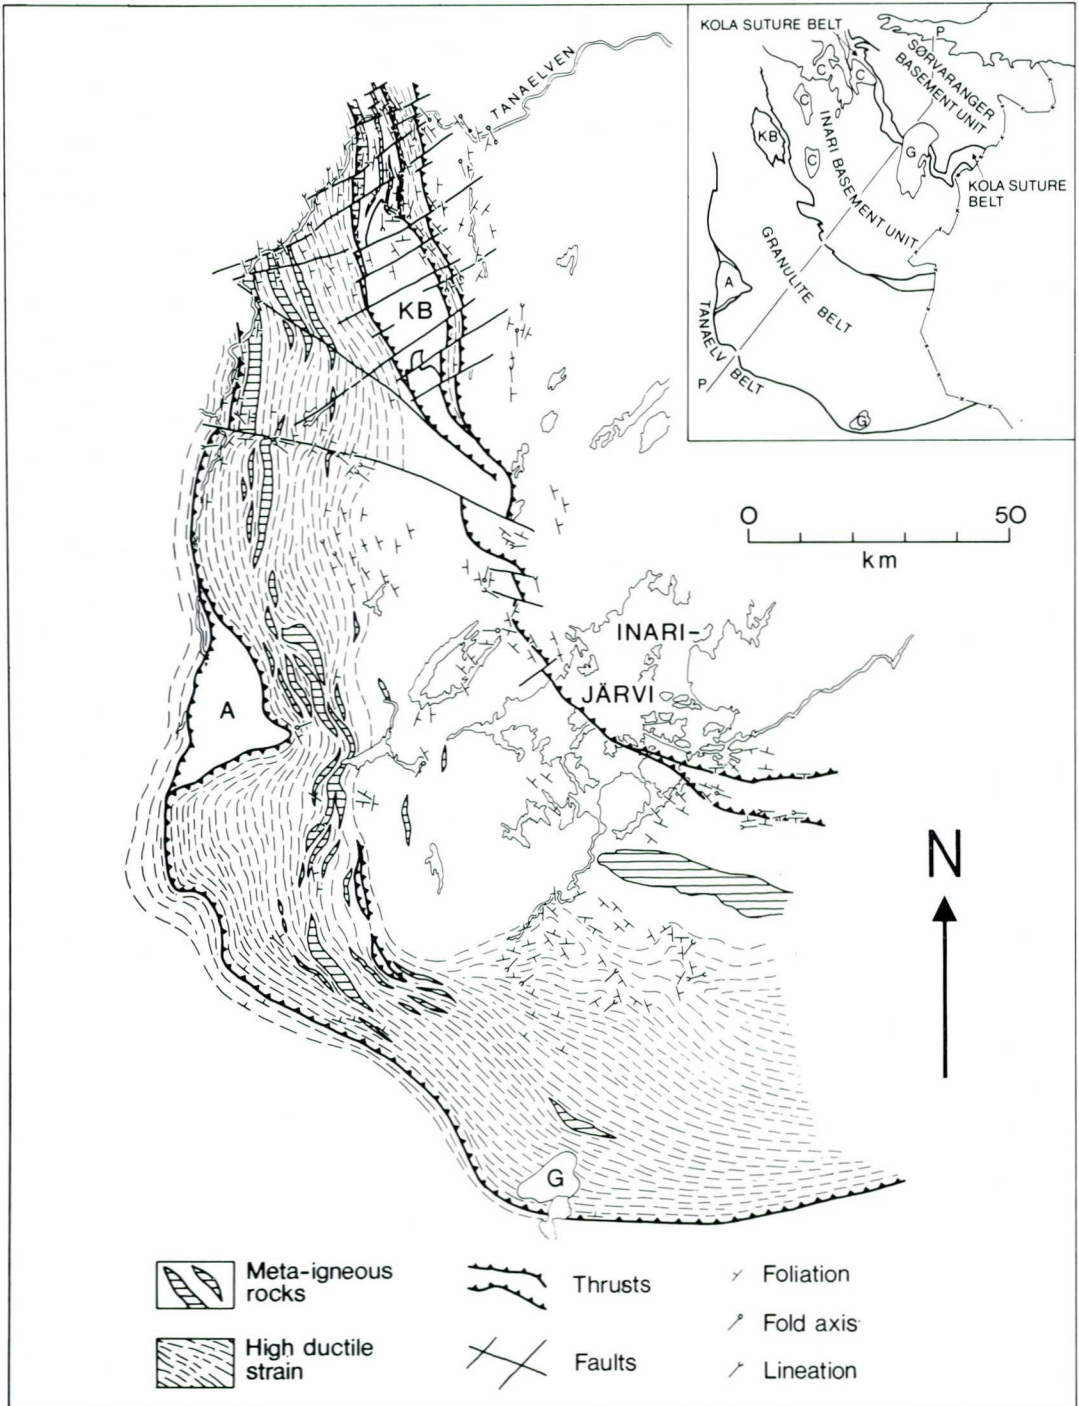 KOLA SUTURE BELT
P
SØRVARANGER
BASEMENT UNIT
C
C
C
C
KB
G
INARI BASEMENT UNIT
KOLA SUTURE
BELT
GRANULITE BELT
A
TANAELV BELT
P
G
TANAELVEN
KB
0 50
km
INARI-
JÄRVI
A
N
G
Meta-igneous
rocks
High ductile
strain
Thrusts
Faults
Foliation
Fold axis
Lineation